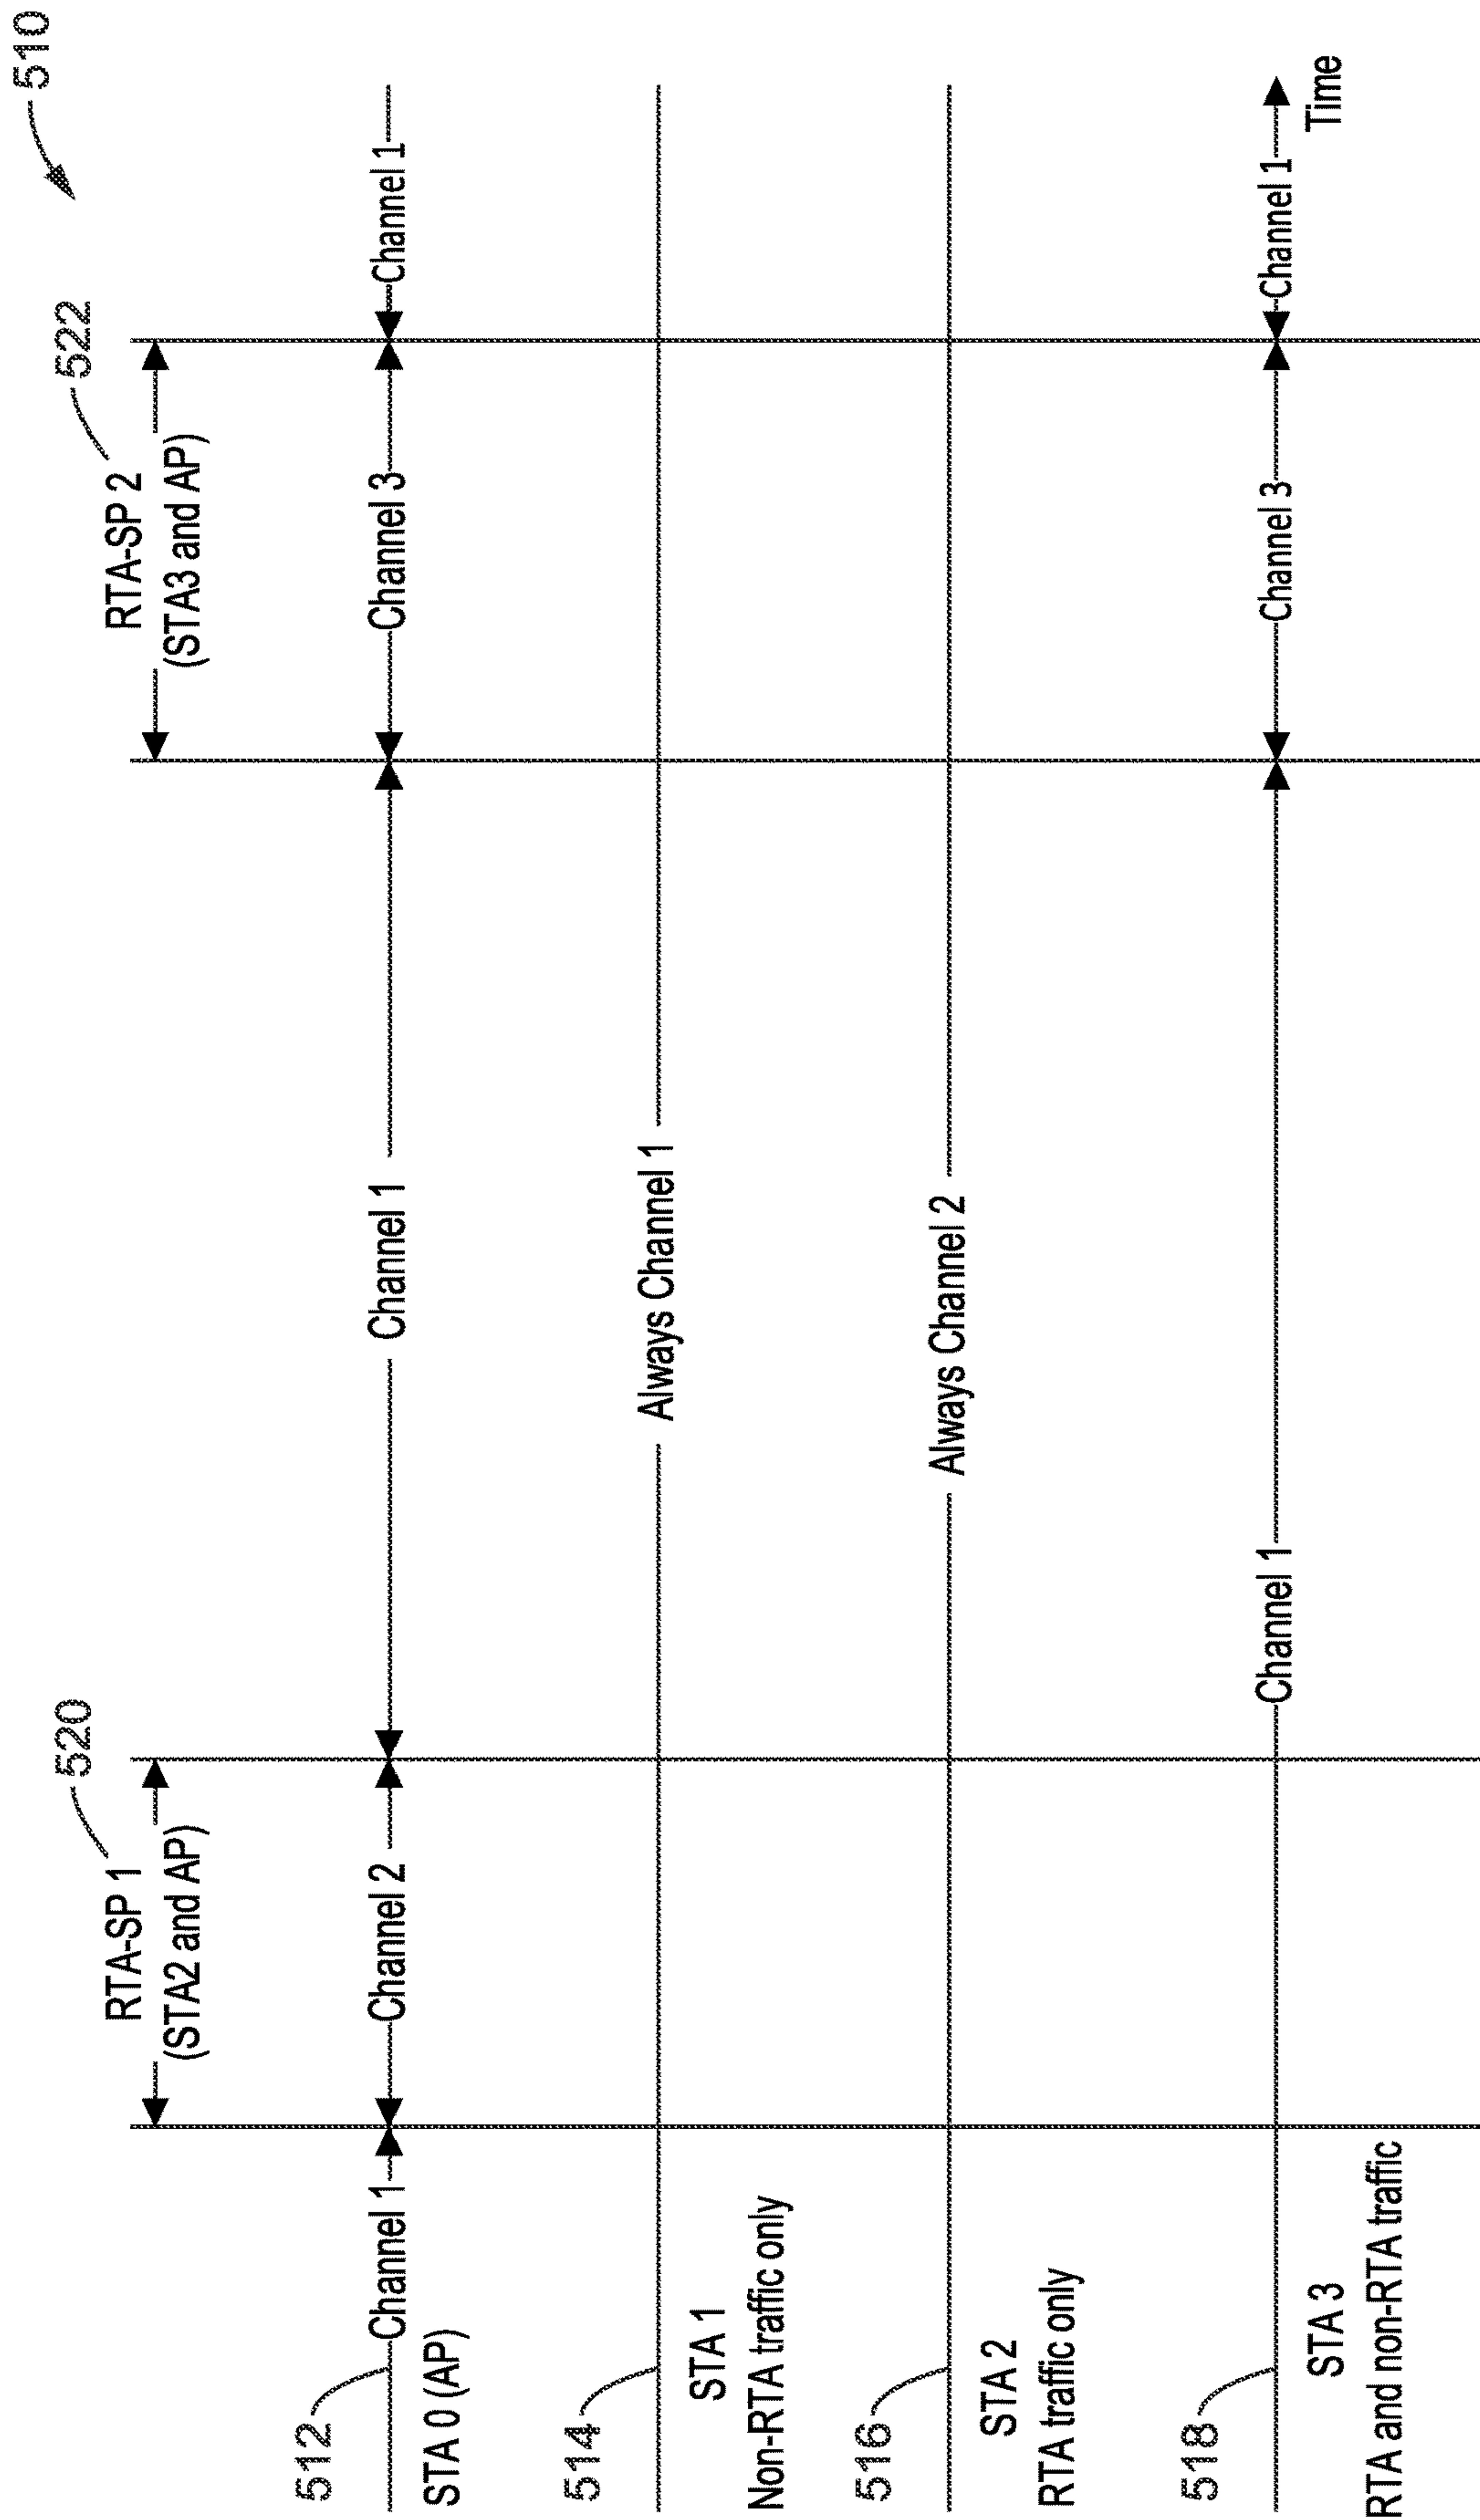 510
520
522
RTA-SP 1
(STA2 and AP)
RTA-SP 2
(STA3 and AP)
512
Channel 1
Channel 2
Channel 1
Channel 3
Channel 1
STA 0 (AP)
514
Always Channel 1
STA 1
Non-RTA traffic only
516
Always Channel 2
STA 2
RTA traffic only
518
Channel 1
Channel 3
Channel 1
Time
STA 3
RTA and non-RTA traffic